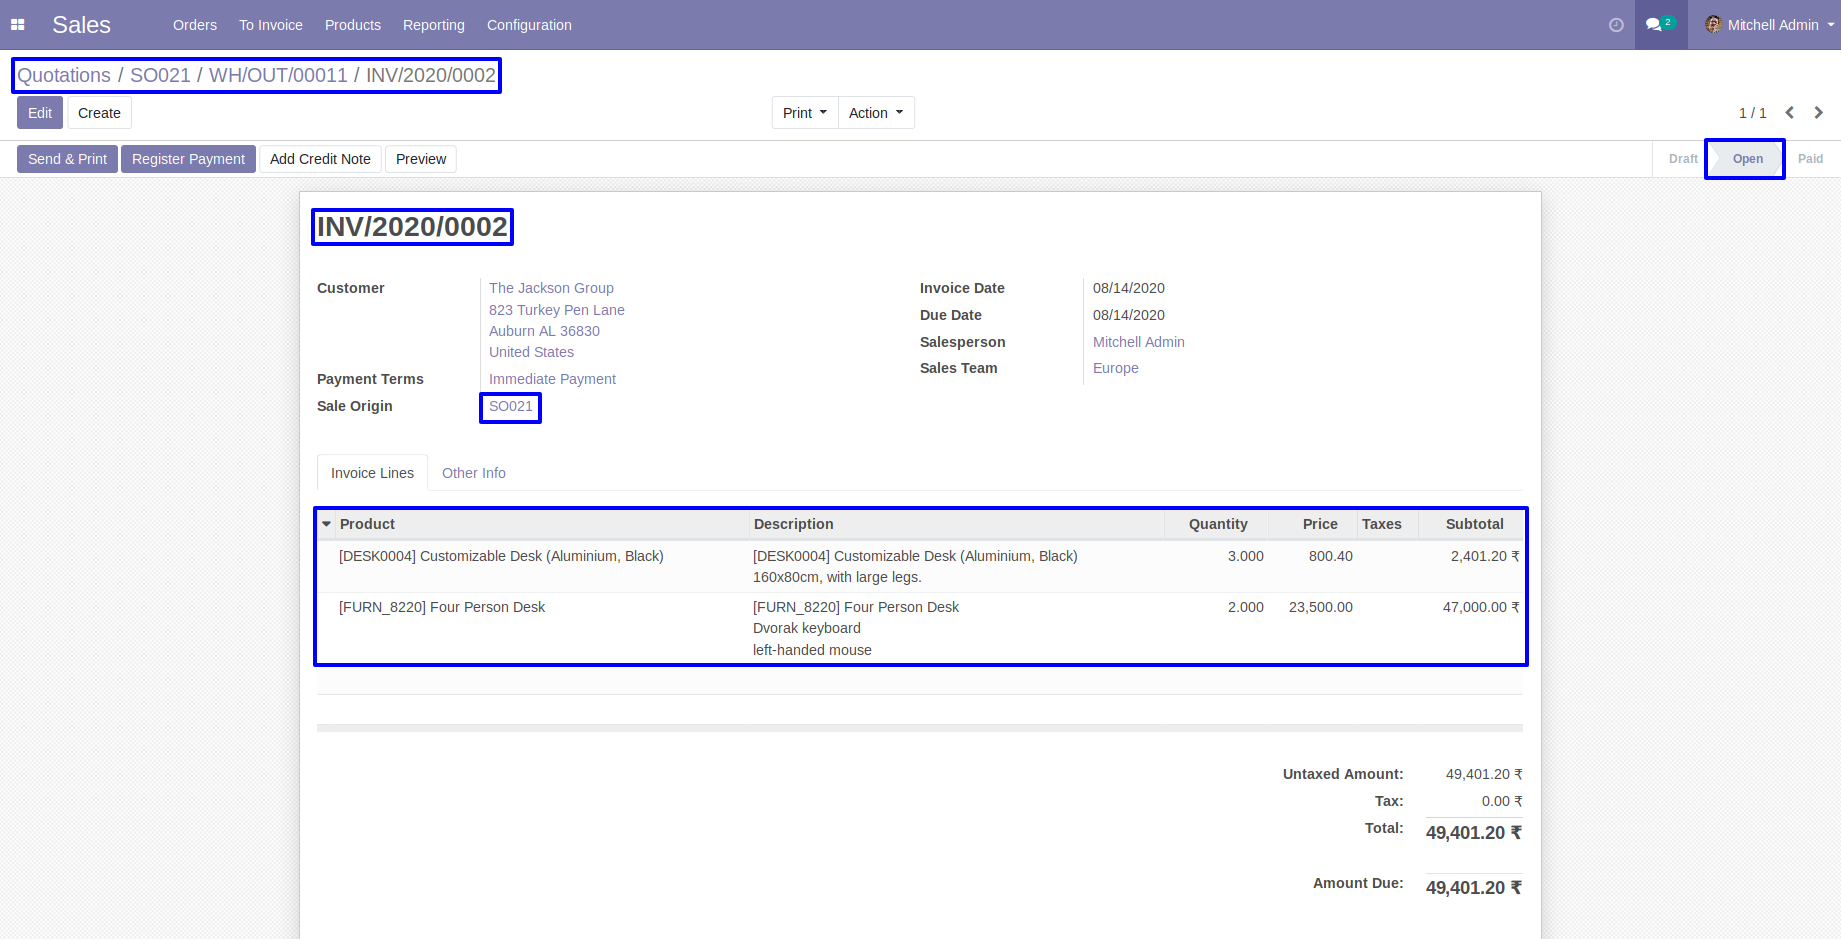 Sales Orders To Invoice Products Reporting Configuration 2 Mitchell Admin
Quotations / SO021 / WH/OUT/00011 / INV/2020/0002
Edit Create Print Action 1 / 1
Send & Print Register Payment Add Credit Note Preview Draft Open Paid
INV/2020/0002
Customer The Jackson Group
823 Turkey Pen Lane
Auburn AL 36830
United States
Payment Terms Immediate Payment
Sale Origin SO021
Invoice Date 08/14/2020
Due Date 08/14/2020
Salesperson Mitchell Admin
Sales Team Europe
Invoice Lines Other Info
Product Description Quantity Price Taxes Subtotal
[DESK0004] Customizable Desk (Aluminium, Black) [DESK0004] Customizable Desk (Aluminium, Black) 3.000 800.40 2,401.20 ₹
160x80cm, with large legs.
[FURN_8220] Four Person Desk [FURN_8220] Four Person Desk 2.000 23,500.00 47,000.00 ₹
Dvorak keyboard
left-handed mouse
Untaxed Amount: 49,401.20 ₹
Tax: 0.00 ₹
Total: 49,401.20 ₹
Amount Due: 49,401.20 ₹